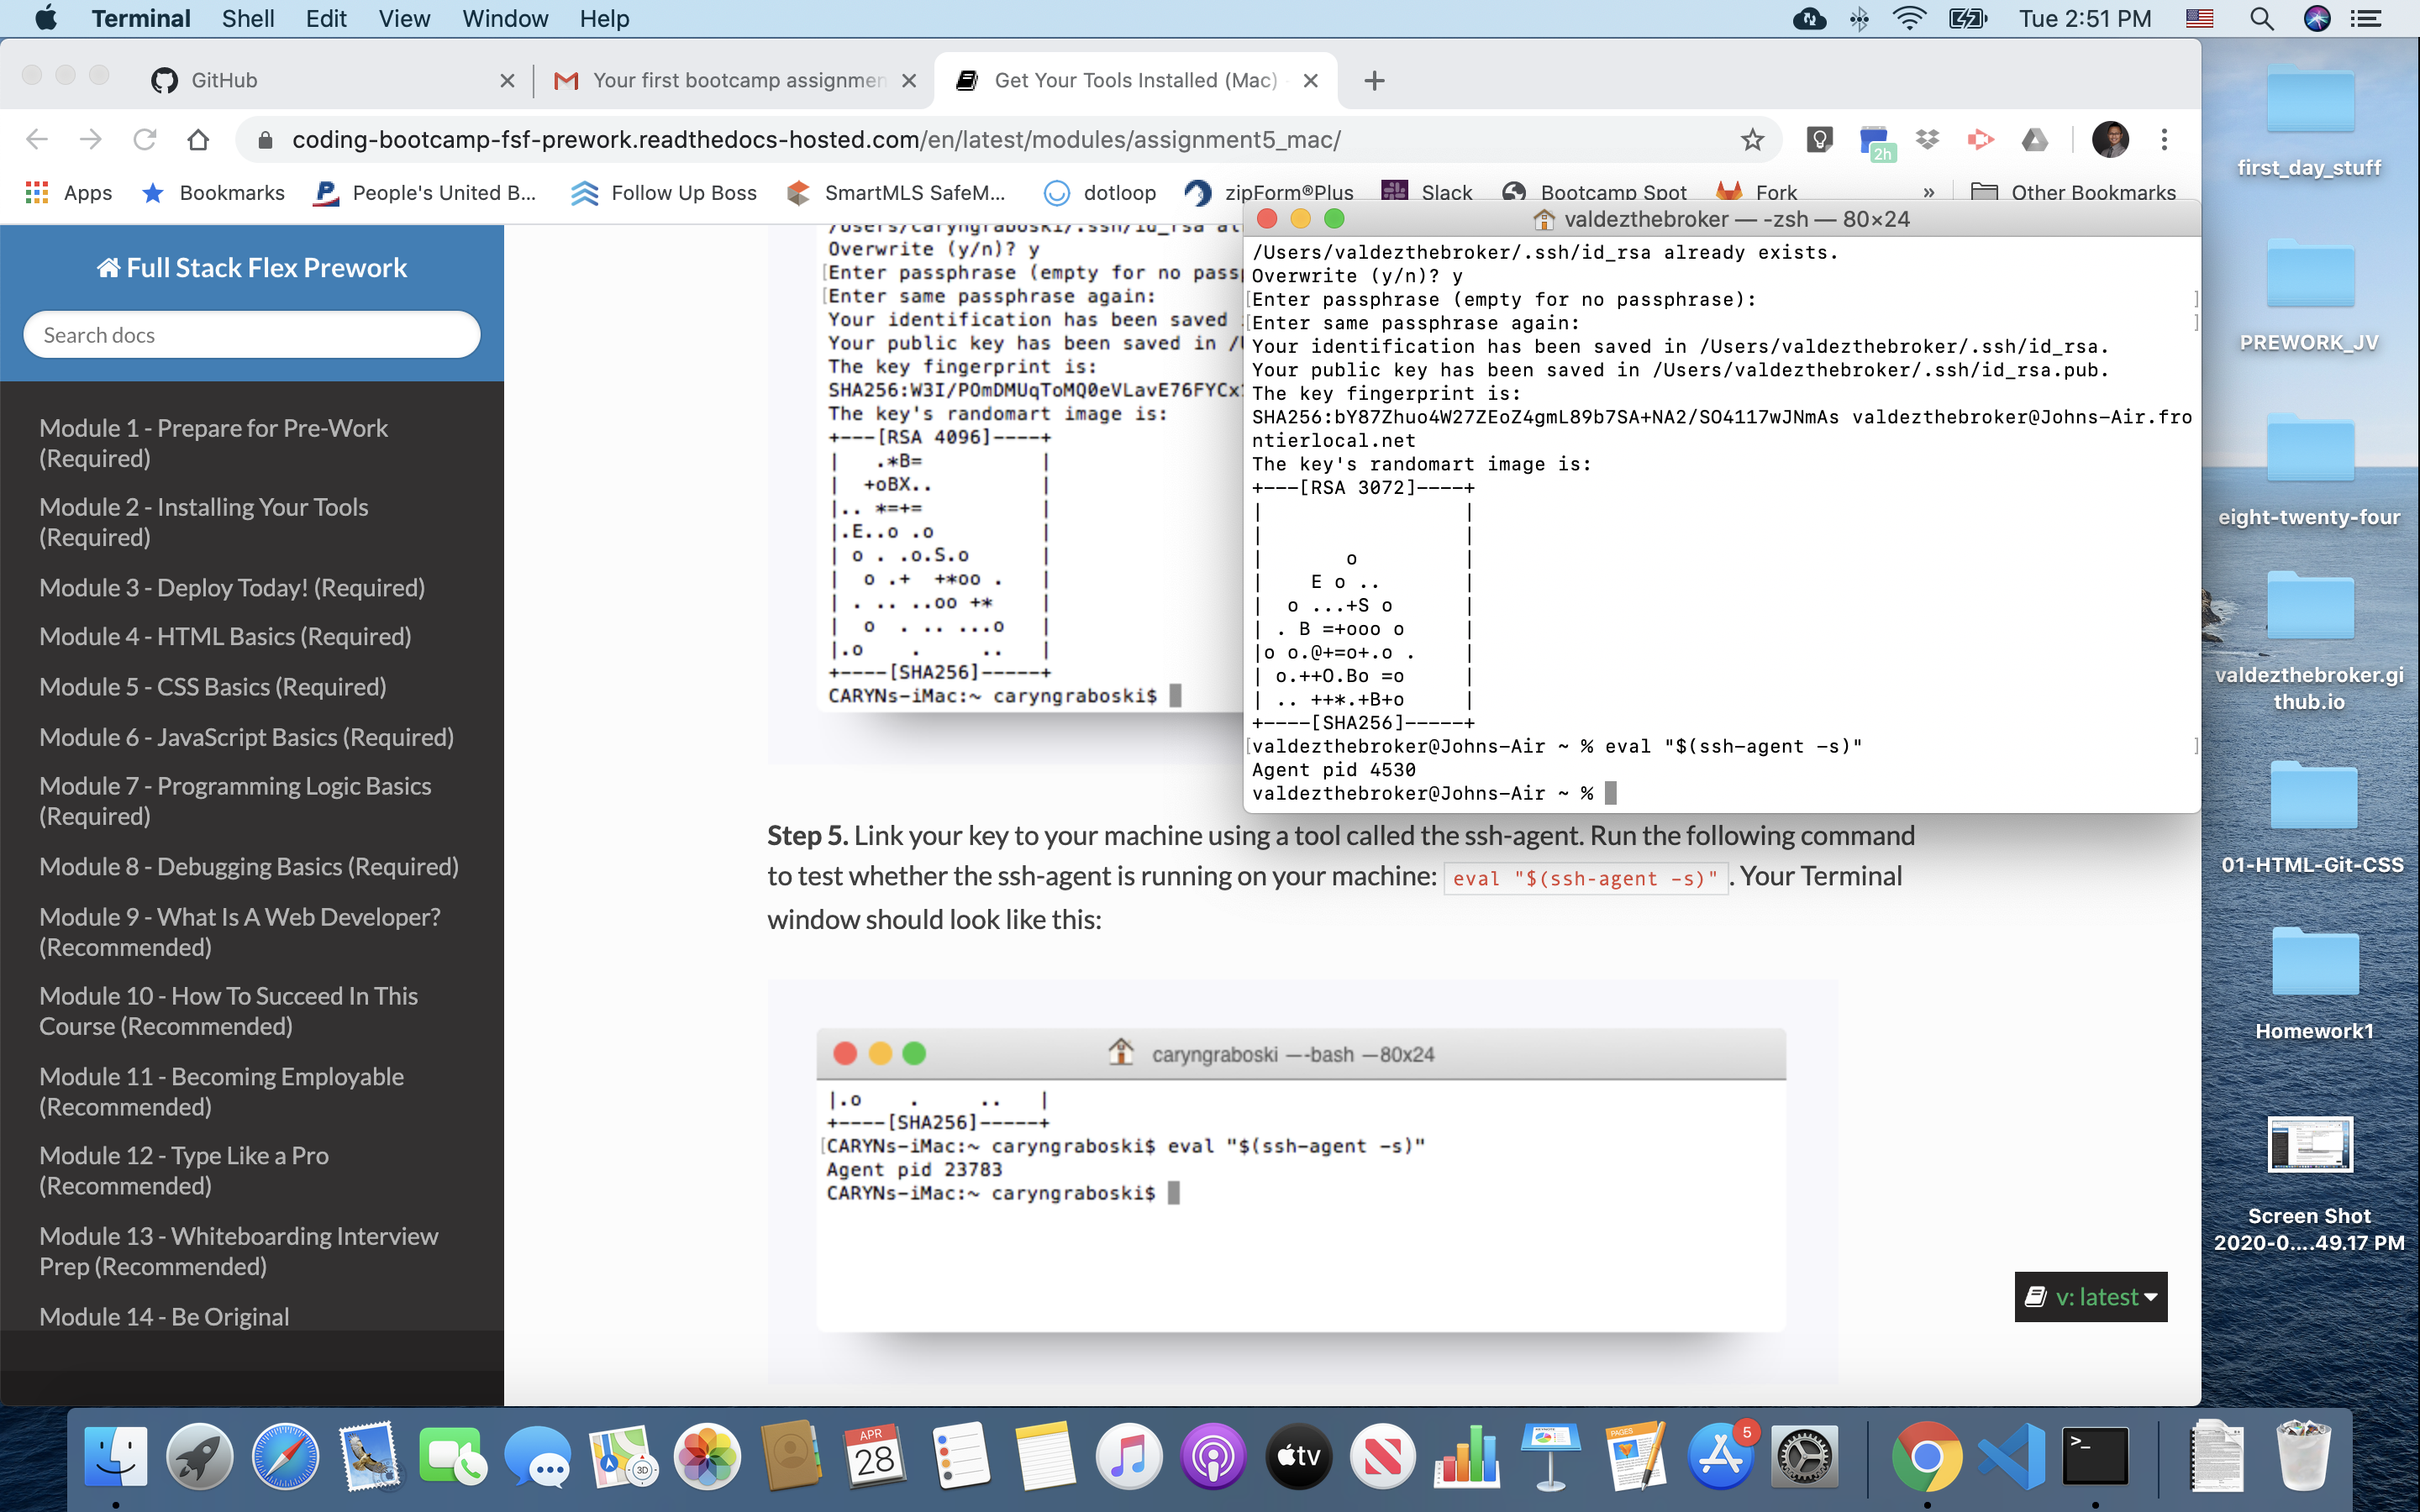 Terminal Shell Edit View Window Help
Tue 2:51 PM
GitHub
Your first bootcamp assignmen
Get Your Tools Installed (Mac)
coding-bootcamp-fsf-prework.readthedocs-hosted.com/en/latest/modules/assignment5_mac/
2h
Apps Bookmarks People's United B... Follow Up Boss SmartMLS SafeM... dotloop zipForm®Plus Slack Bootcamp Spot Fork » Other Bookmarks
Full Stack Flex Prework
Search docs
Module 1 - Prepare for Pre-Work
(Required)
Module 2 - Installing Your Tools
(Required)
Module 3 - Deploy Today! (Required)
Module 4 - HTML Basics (Required)
Module 5 - CSS Basics (Required)
Module 6 - JavaScript Basics (Required)
Module 7 - Programming Logic Basics
(Required)
Module 8 - Debugging Basics (Required)
Module 9 - What Is A Web Developer?
(Recommended)
Module 10 - How To Succeed In This
Course (Recommended)
Module 11 - Becoming Employable
(Recommended)
Module 12 - Type Like a Pro
(Recommended)
Module 13 - Whiteboarding Interview
Prep (Recommended)
Module 14 - Be Original
/Users/caryngraboski/.ssh/id_rsa
Overwrite (y/n)? y
[Enter passphrase (empty for no
[Enter same passphrase again:
Your identification has been saved
Your public key has been saved in
The key fingerprint is:
SHA256:W3I/POmDMUqToMQ0eVLavE76FYCx
The key's randomart image is:
+---[RSA 4096]----+
|   .*B=          |
|  +oBX..         |
|.. *=+=          |
|.E..o .o         |
| o . .o.S.o      |
|  o .+  +*oo .   |
| . .. ..oo +*    |
|  o  . .. ...o   |
|.o    .     ..   |
+----[SHA256]-----+
CARYNs-iMac:~ caryngraboski$
valdezthebroker — -zsh — 80×24
/Users/valdezthebroker/.ssh/id_rsa already exists.
Overwrite (y/n)? y
[Enter passphrase (empty for no passphrase): ]
[Enter same passphrase again: ]
Your identification has been saved in /Users/valdezthebroker/.ssh/id_rsa.
Your public key has been saved in /Users/valdezthebroker/.ssh/id_rsa.pub.
The key fingerprint is:
SHA256:bY87Zhuo4W27ZEoZ4gmL89b7SA+NA2/SO4117wJNmAs valdezthebroker@Johns-Air.fro
ntierlocal.net
The key's randomart image is:
+---[RSA 3072]----+
|                 |
|                 |
|       o         |
|    E o ..       |
|  o ...+S o      |
| . B =+ooo o     |
|o o.@+=o+.o .    |
| o.++O.Bo =o     |
| .. ++*.+B+o     |
+----[SHA256]-----+
[valdezthebroker@Johns-Air ~ % eval "$(ssh-agent -s)" ]
Agent pid 4530
valdezthebroker@Johns-Air ~ %
Step 5. Link your key to your machine using a tool called the ssh-agent. Run the following command
to test whether the ssh-agent is running on your machine: eval "$(ssh-agent -s)" . Your Terminal
window should look like this:
caryngraboski —-bash —80x24
|.o    .     ..   |
+----[SHA256]-----+
[CARYNs-iMac:~ caryngraboski$ eval "$(ssh-agent -s)"
Agent pid 23783
CARYNs-iMac:~ caryngraboski$
v: latest
first_day_stuff
PREWORK_JV
eight-twenty-four
valdezthebroker.gi
thub.io
01-HTML-Git-CSS
Homework1
Screen Shot
2020-0....49.17 PM
APR
28
3D
tv
PAGES
5
>_